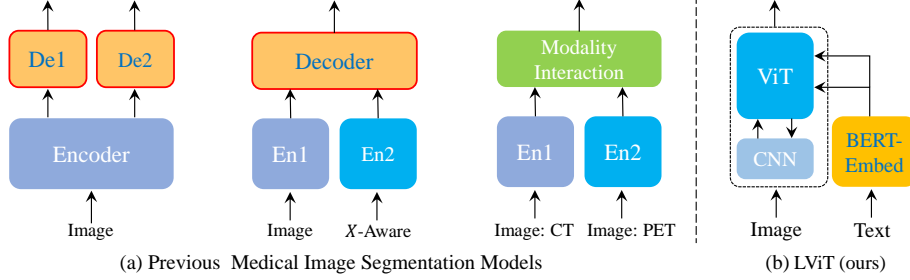 De1 De2 Decoder Modality Interaction ViT
Encoder En1 En2 En1 En2 CNN BERT-Embed
Image Image X-Aware Image: CT Image: PET Image Text
(a) Previous Medical Image Segmentation Models (b) LViT (ours)